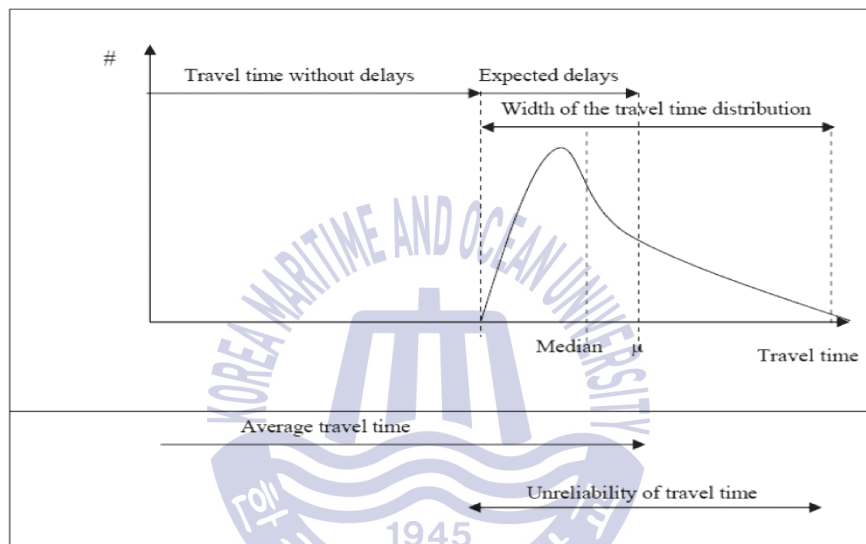 #
Travel time without delays Expected delays
Width of the travel time distribution
Median μ Travel time
Average travel time
Unreliability of travel time
KOREA MARITIME AND OCEAN UNIVERSITY
1945